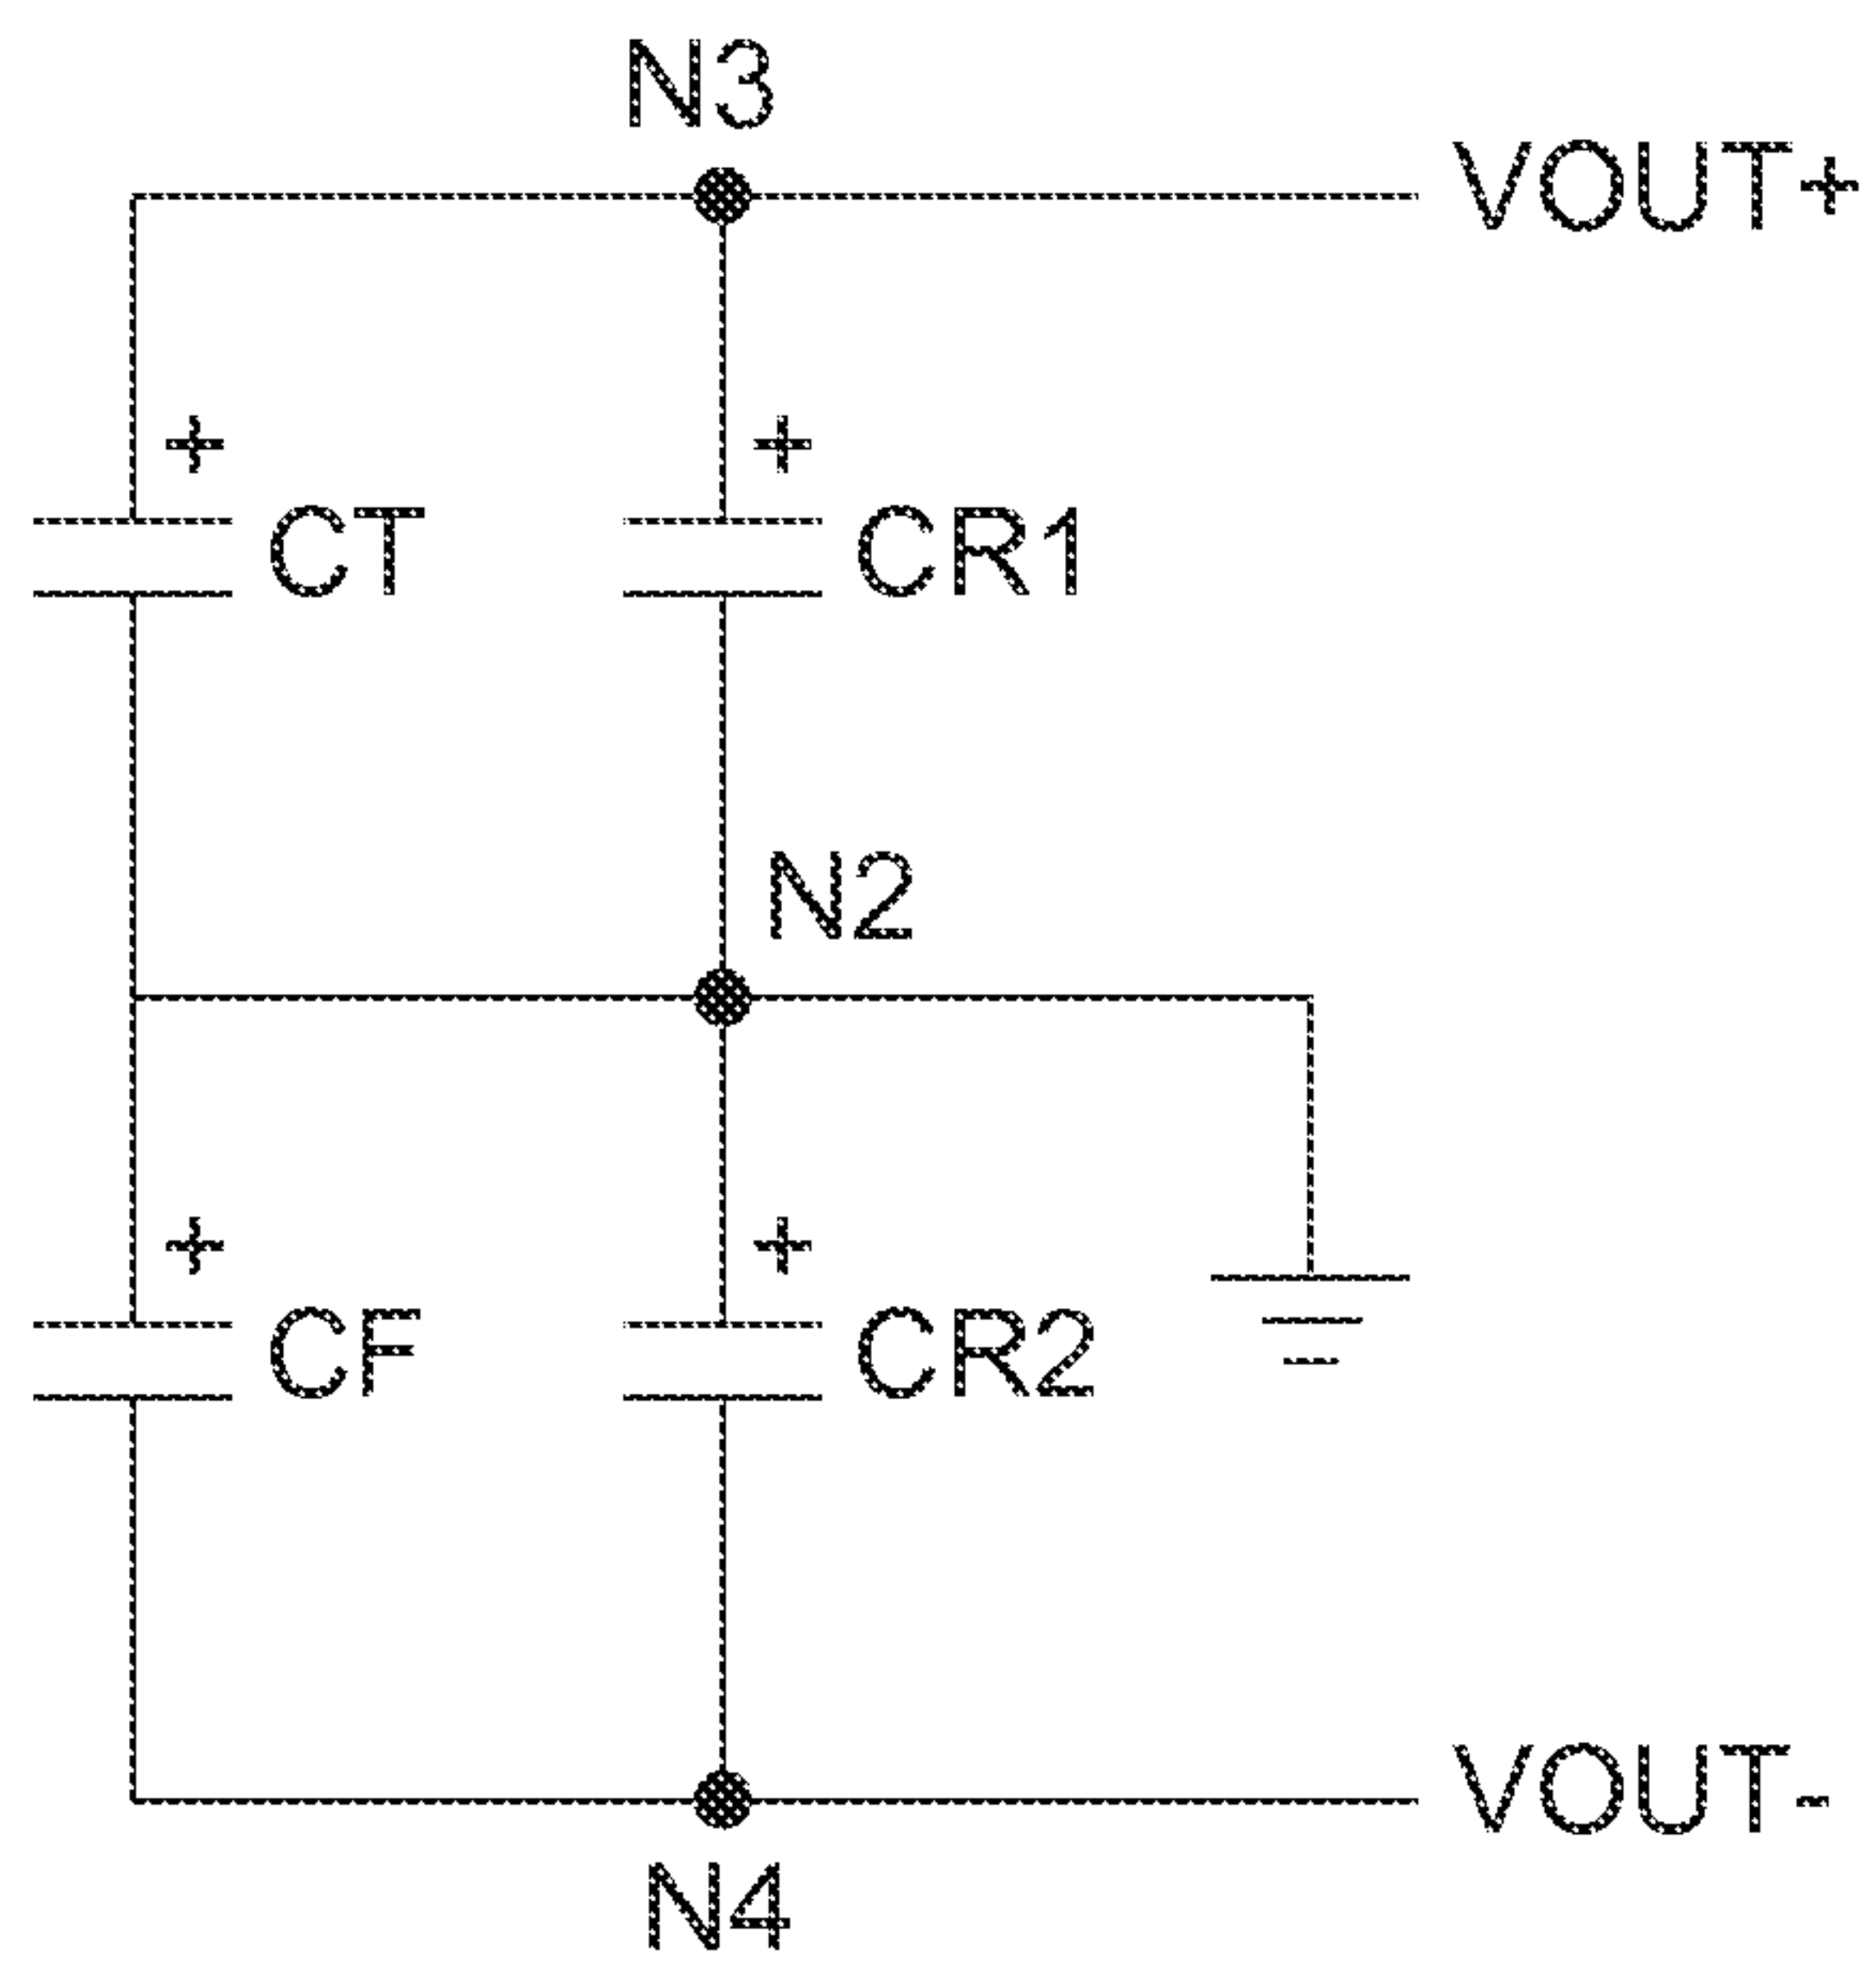 N3
VOUT+
+
+
CT
CR1
N2
+
+
CF
CR2
VOUT-
N4